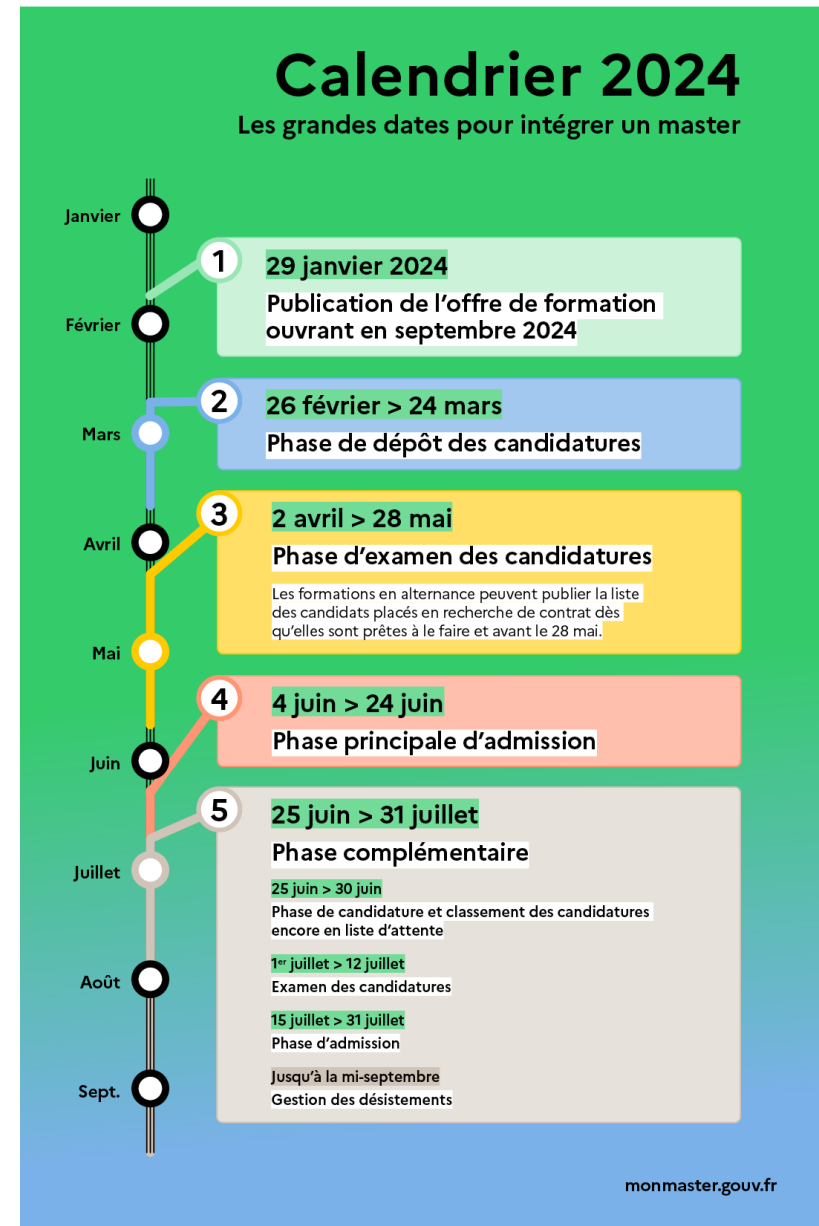 Calendrier 2024
Les grandes dates pour intégrer un master
Janvier
1
29 janvier 2024
Publication de l'offre de formation
ouvrant en septembre 2024
Février
2
26 février > 24 mars
Phase de dépôt des candidatures
Mars
3
2 avril > 28 mai
Phase d'examen des candidatures
Les formations en alternance peuvent publier la liste
des candidats placés en recherche de contrat dès
qu'elles sont prêtes à le faire et avant le 28 mai.
Avril
Mai
4
4 juin > 24 juin
Phase principale d'admission
Juin
5
25 juin > 31 juillet
Phase complémentaire
25 juin > 30 juin
Phase de candidature et classement des candidatures
encore en liste d'attente
1er juillet > 12 juillet
Examen des candidatures
15 juillet > 31 juillet
Phase d'admission
Jusqu'à la mi-septembre
Gestion des désistements
Juillet
Août
Sept.
monmaster.gouv.fr